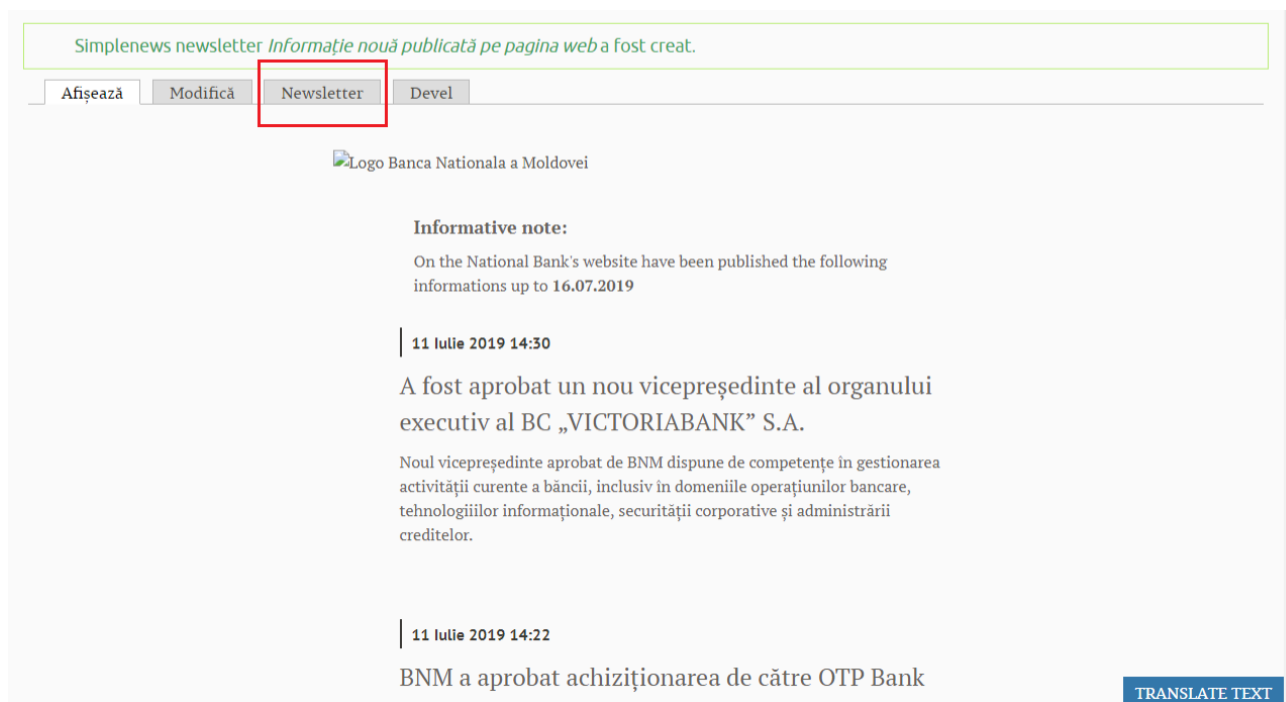 Simplenews newsletter Informație nouă publicată pe pagina web a fost creat.
Afișează Modifică Newsletter Devel
Logo Banca Nationala a Moldovei
Informative note:
On the National Bank's website have been published the following
informations up to 16.07.2019
11 Iulie 2019 14:30
A fost aprobat un nou vicepreședinte al organului
executiv al BC „VICTORIABANK” S.A.
Noul vicepreședinte aprobat de BNM dispune de competențe în gestionarea
activității curente a băncii, inclusiv în domeniile operațiunilor bancare,
tehnologiiilor informaționale, securității corporative și administrării
creditelor.
11 Iulie 2019 14:22
BNM a aprobat achiziționarea de către OTP Bank
TRANSLATE TEXT